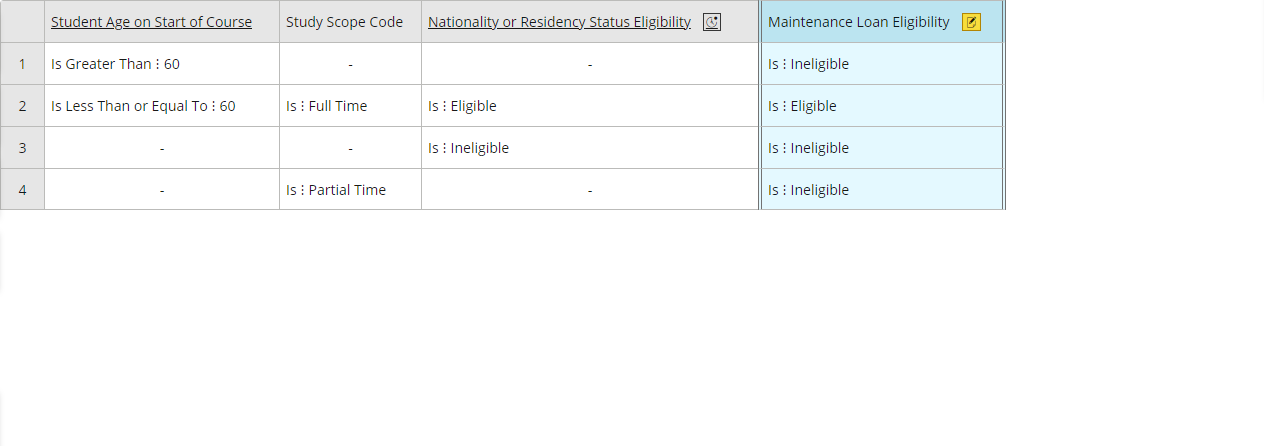 Student Age on Start of Course Study Scope Code Nationality or Residency Status Eligibility Maintenance Loan Eligibility
1 Is Greater Than ⋮ 60 - - Is ⋮ Ineligible
2 Is Less Than or Equal To ⋮ 60 Is ⋮ Full Time Is ⋮ Eligible Is ⋮ Eligible
3 - - Is ⋮ Ineligible Is ⋮ Ineligible
4 - Is ⋮ Partial Time - Is ⋮ Ineligible